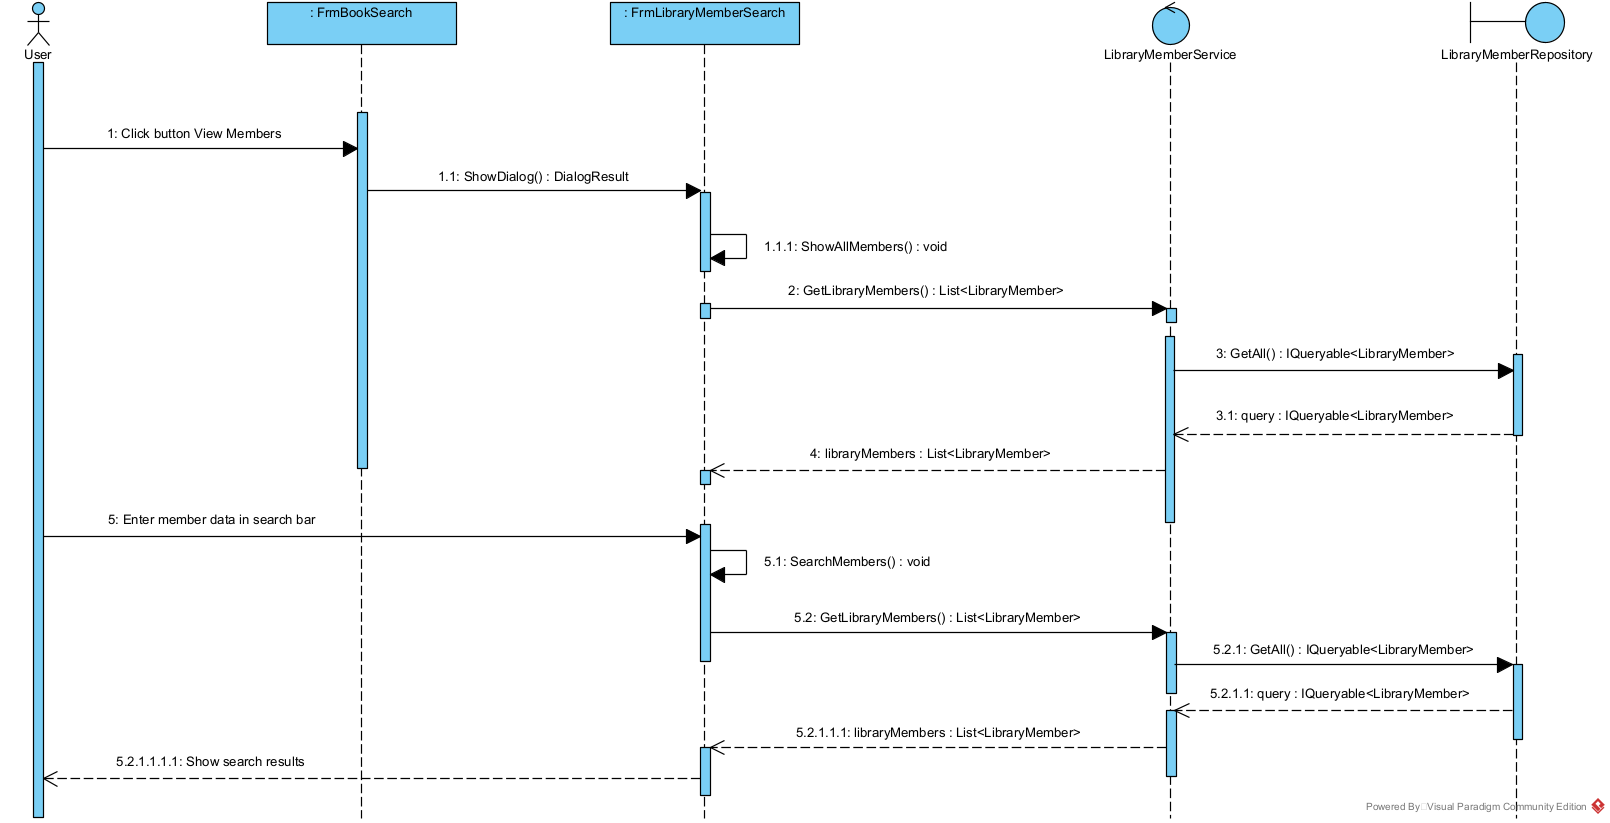 : FrmBookSearch
: FrmLibraryMemberSearch
User
LibraryMemberService
LibraryMemberRepository
1: Click button View Members
1.1: ShowDialog() : DialogResult
1.1.1: ShowAllMembers() : void
2: GetLibraryMembers() : List<LibraryMember>
3: GetAll() : IQueryable<LibraryMember>
3.1: query : IQueryable<LibraryMember>
4: libraryMembers : List<LibraryMember>
5: Enter member data in search bar
5.1: SearchMembers() : void
5.2: GetLibraryMembers() : List<LibraryMember>
5.2.1: GetAll() : IQueryable<LibraryMember>
5.2.1.1: query : IQueryable<LibraryMember>
5.2.1.1.1: libraryMembers : List<LibraryMember>
5.2.1.1.1.1: Show search results
Powered By Visual Paradigm Community Edition